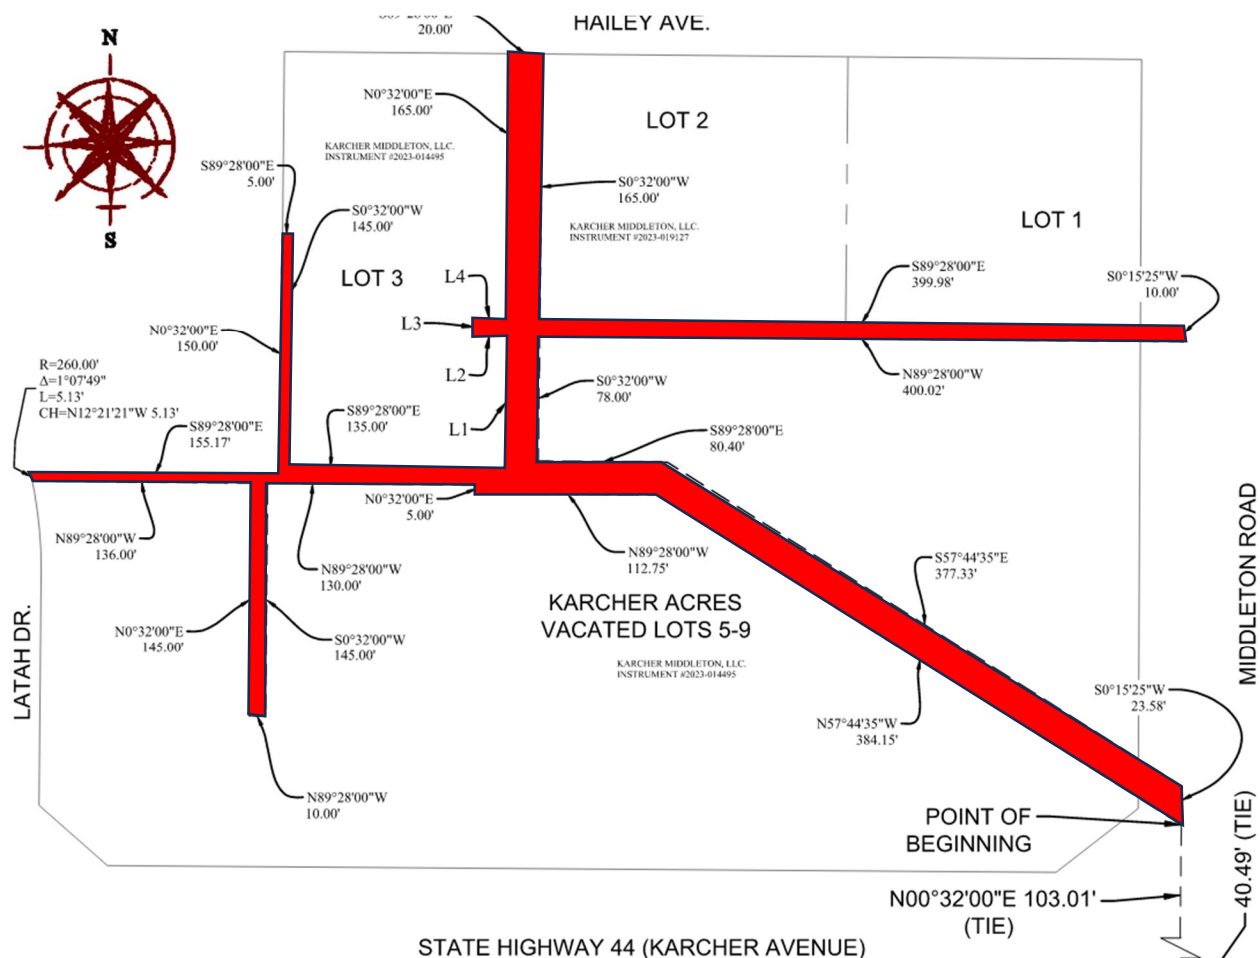 S89°28'00"E
20.00'
HAILEY AVE.
N
S
N0°32'00"E
165.00'
LOT 2
KARCHER MIDDLETON, LLC.
INSTRUMENT #2023-014495
S89°28'00"E
5.00'
S0°32'00"W
165.00'
S0°32'00"W
145.00'
KARCHER MIDDLETON, LLC.
INSTRUMENT #2023-019127
LOT 1
LOT 3
L4
S89°28'00"E
399.98'
S0°15'25"W
10.00'
L3
N0°32'00"E
150.00'
R=260.00'
Δ=1°07'49"
L=5.13'
CH=N12°21'21"W 5.13'
L2
N89°28'00"W
400.02'
S0°32'00"W
78.00'
S89°28'00"E
135.00'
L1
S89°28'00"E
155.17'
S89°28'00"E
80.40'
N0°32'00"E
5.00'
N89°28'00"W
136.00'
N89°28'00"W
112.75'
N89°28'00"W
130.00'
S57°44'35"E
377.33'
KARCHER ACRES
VACATED LOTS 5-9
KARCHER MIDDLETON, LLC.
INSTRUMENT #2023-014495
N0°32'00"E
145.00'
S0°32'00"W
145.00'
LATAH DR.
MIDDLETON ROAD
S0°15'25"W
23.58'
N57°44'35"W
384.15'
N89°28'00"W
10.00'
POINT OF
BEGINNING
N00°32'00"E 103.01'
(TIE)
40.49' (TIE)
STATE HIGHWAY 44 (KARCHER AVENUE)